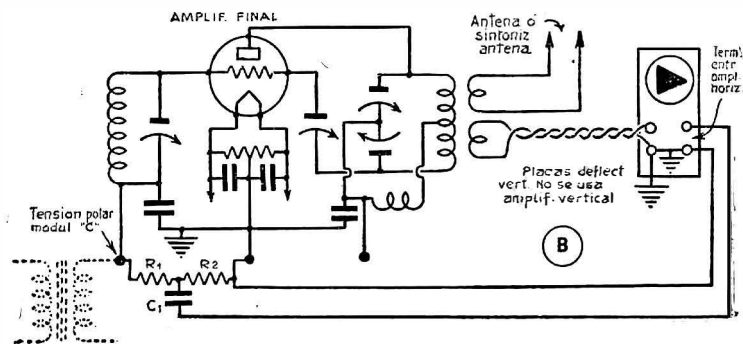 AMPLIF. FINAL
Antena ó
sintoniz
antena
Term.
entr
ampl.
horiz.
Placas deflect
vert. No se usa
amplif. vertical
Tension polar
modul "C"
R1
R2
C1
B